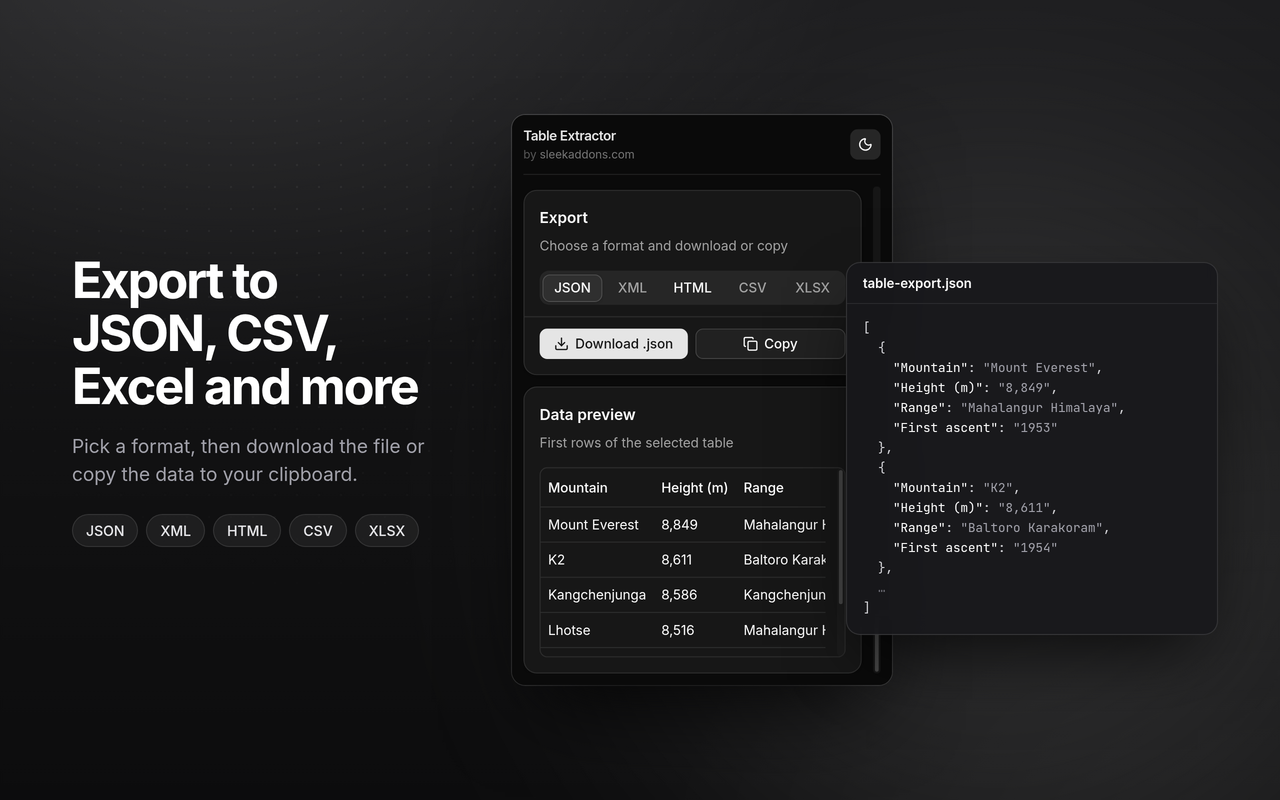 Export to
JSON, CSV,
Excel and more
Pick a format, then download the file or
copy the data to your clipboard.
JSON XML HTML CSV XLSX
Table Extractor
by sleekaddons.com
Export
Choose a format and download or copy
JSON XML HTML CSV XLSX
Download .json Copy
Data preview
First rows of the selected table
Mountain Height (m) Range
Mount Everest 8,849 Mahalangur
K2 8,611 Baltoro Karak
Kangchenjunga 8,586 Kangchenjun
Lhotse 8,516 Mahalangur
table-export.json
[
{
"Mountain": "Mount Everest",
"Height (m)": "8,849",
"Range": "Mahalangur Himalaya",
"First ascent": "1953"
},
{
"Mountain": "K2",
"Height (m)": "8,611",
"Range": "Baltoro Karakoram",
"First ascent": "1954"
},
…
]